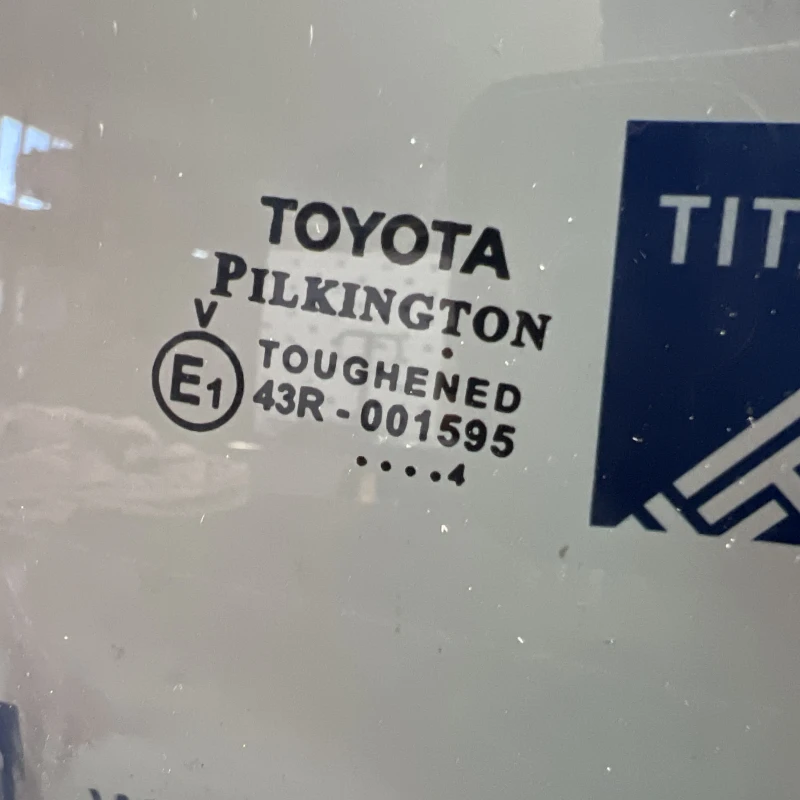 TOYOTA
PILKINGTON
V
E1
TOUGHENED
43R - 001595
....4
TIT